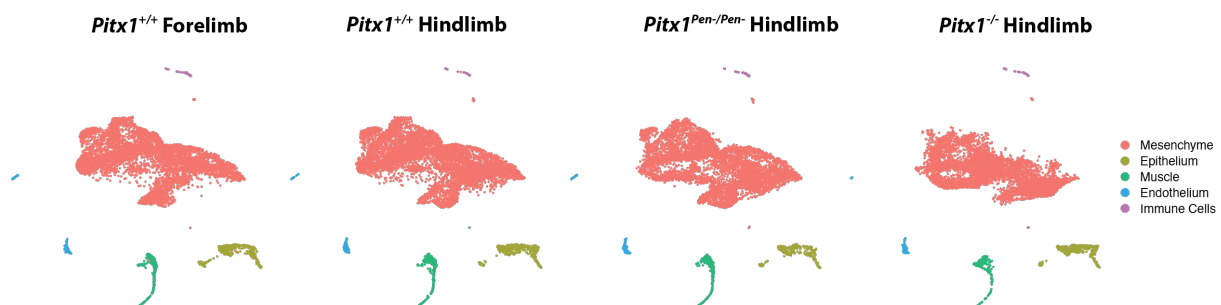 Pitx1+/+ Forelimb
Pitx1+/+ Hindlimb
Pitx1Pen-/Pen- Hindlimb
Pitx1-/- Hindlimb
Mesenchyme
Epithelium
Muscle
Endothelium
Immune Cells